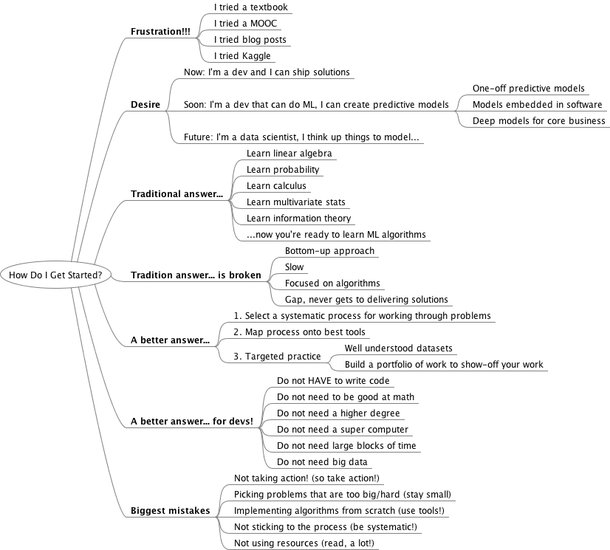 How Do I Get Started?
Frustration!!!
I tried a textbook
I tried a MOOC
I tried blog posts
I tried Kaggle
Desire
Now: I'm a dev and I can ship solutions
Soon: I'm a dev that can do ML, I can create predictive models
One-off predictive models
Models embedded in software
Deep models for core business
Future: I'm a data scientist, I think up things to model...
Traditional answer...
Learn linear algebra
Learn probability
Learn calculus
Learn multivariate stats
Learn information theory
...now you're ready to learn ML algorithms
Tradition answer... is broken
Bottom-up approach
Slow
Focused on algorithms
Gap, never gets to delivering solutions
A better answer...
1. Select a systematic process for working through problems
2. Map process onto best tools
3. Targeted practice
Well understood datasets
Build a portfolio of work to show-off your work
A better answer... for devs!
Do not HAVE to write code
Do not need to be good at math
Do not need a higher degree
Do not need a super computer
Do not need large blocks of time
Do not need big data
Biggest mistakes
Not taking action! (so take action!)
Picking problems that are too big/hard (stay small)
Implementing algorithms from scratch (use tools!)
Not sticking to the process (be systematic!)
Not using resources (read, a lot!)